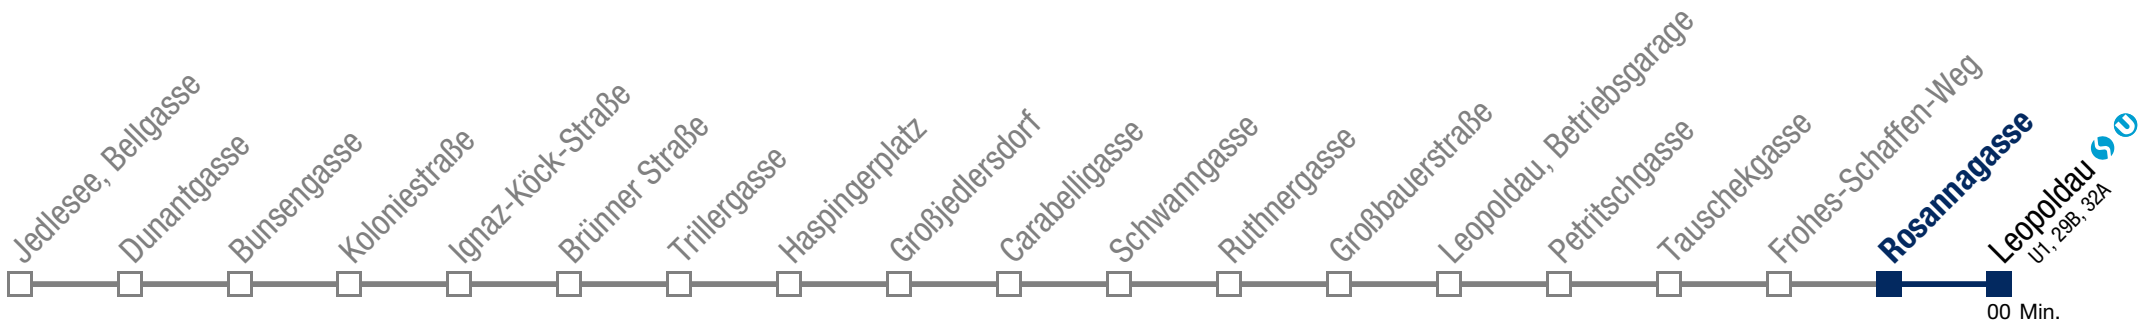 Jedlesee, Bellgasse
Dunantgasse
Bunsengasse
Koloniestraße
Ignaz-Köck-Straße
Brünner Straße
Trillergasse
Haspingerplatz
Großjedlersdorf
Carabelligasse
Schwanngasse
Ruthnergasse
Großbauerstraße
Leopoldau, Betriebsgarage
Petritschgasse
Tauschekgasse
Frohes-Schaffen-Weg
Rosannagasse
Leopoldau S U
U1, 29B, 32A
00 Min.